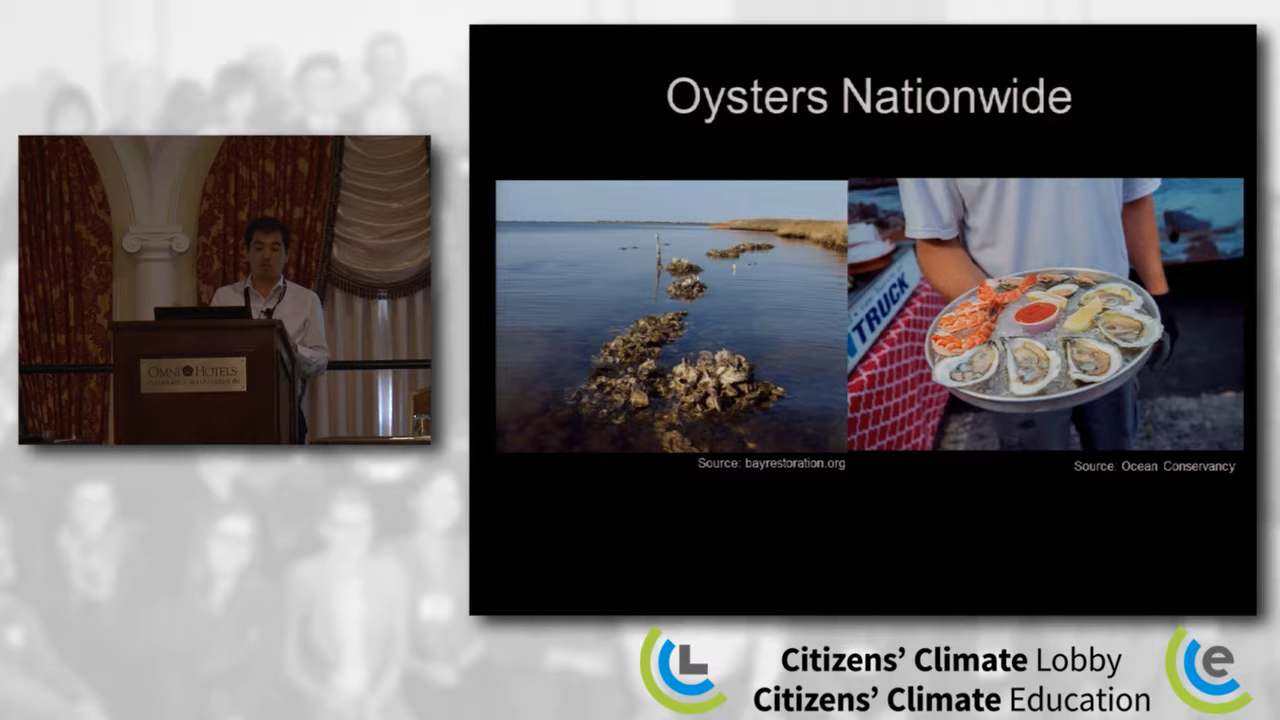 Oysters Nationwide
TRUCK
Source: bayrestoration.org
Source: Ocean Conservancy
OMNI HOTELS
L
Citizens’ Climate Lobby
Citizens’ Climate Education
e